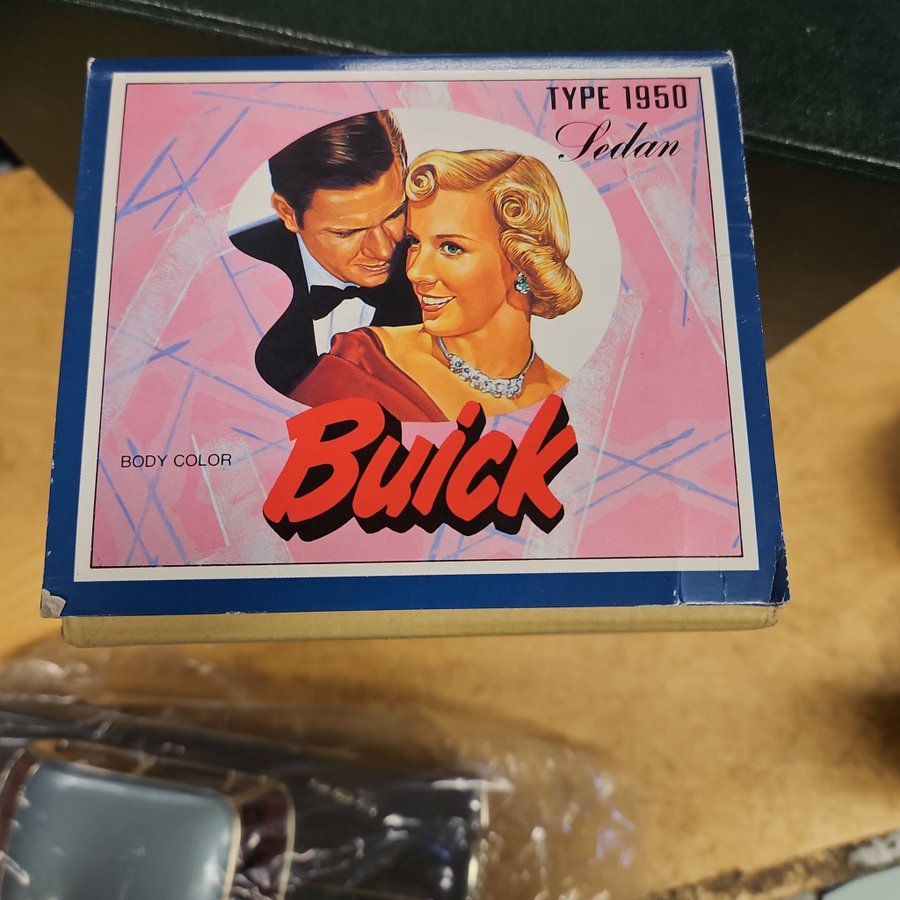 TYPE 1950
Sedan
BODY COLOR
Buick